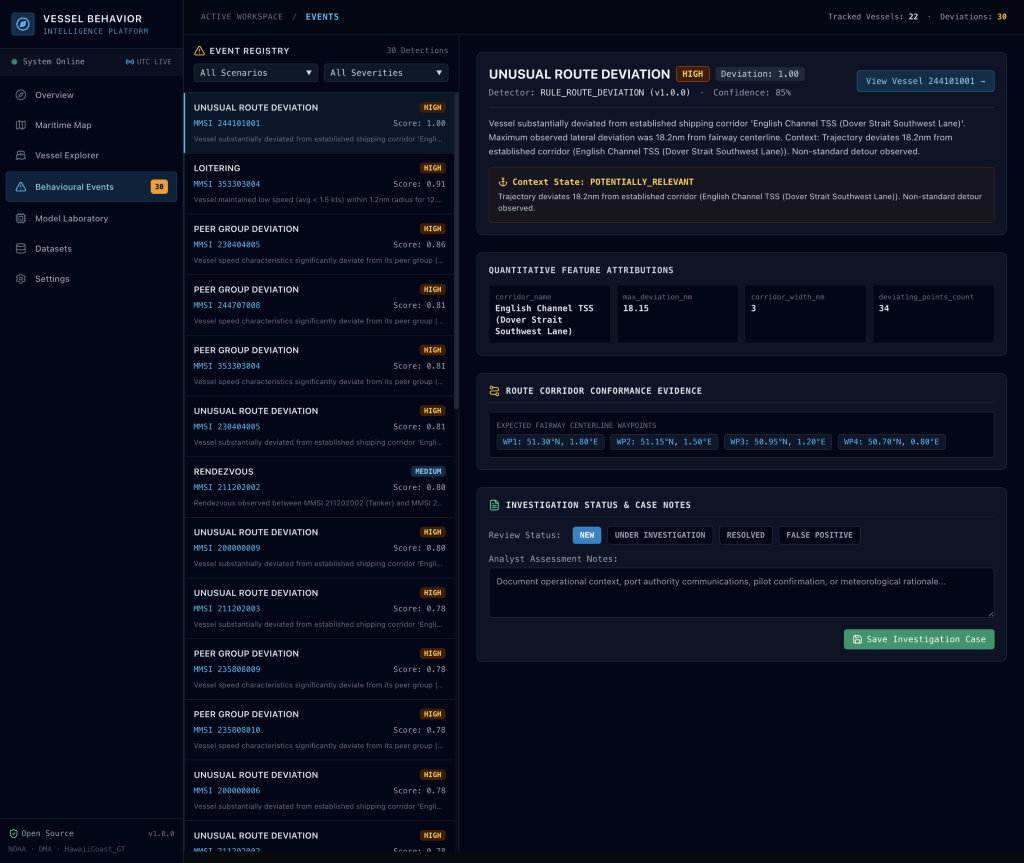 VESSEL BEHAVIOR
INTELLIGENCE PLATFORM
System Online
UTC LIVE
Overview
Maritime Map
Vessel Explorer
Behavioural Events 30
Model Laboratory
Datasets
Settings
Open Source v1.0.0
NOAA · DMA · HawaiiCoast_GT
ACTIVE WORKSPACE / EVENTS
Tracked Vessels: 22 · Deviations: 30
EVENT REGISTRY 30 Detections
All Scenarios ▼ All Severities ▼
UNUSUAL ROUTE DEVIATION HIGH
MMSI 244101001 Score: 1.00
Vessel substantially deviated from established shipping corridor 'Engli...
LOITERING HIGH
MMSI 353303004 Score: 0.91
Vessel maintained low speed (avg < 1.5 kts) within 1.2nm radius for 12....
PEER GROUP DEVIATION HIGH
MMSI 230404005 Score: 0.86
Vessel speed characteristics significantly deviate from its peer group (...
PEER GROUP DEVIATION HIGH
MMSI 244707008 Score: 0.81
Vessel speed characteristics significantly deviate from its peer group (...
PEER GROUP DEVIATION HIGH
MMSI 353303004 Score: 0.81
Vessel speed characteristics significantly deviate from its peer group (...
UNUSUAL ROUTE DEVIATION HIGH
MMSI 230404005 Score: 0.81
Vessel substantially deviated from established shipping corridor 'Engli...
RENDEZVOUS MEDIUM
MMSI 211202002 Score: 0.80
Rendezvous observed between MMSI 211202002 (Tanker) and MMSI 2...
UNUSUAL ROUTE DEVIATION HIGH
MMSI 200000009 Score: 0.80
Vessel substantially deviated from established shipping corridor 'Engli...
UNUSUAL ROUTE DEVIATION HIGH
MMSI 211202003 Score: 0.78
Vessel substantially deviated from established shipping corridor 'Engli...
PEER GROUP DEVIATION HIGH
MMSI 235808009 Score: 0.78
Vessel speed characteristics significantly deviate from its peer group (...
PEER GROUP DEVIATION HIGH
MMSI 235808010 Score: 0.78
Vessel speed characteristics significantly deviate from its peer group (...
UNUSUAL ROUTE DEVIATION HIGH
MMSI 200000006 Score: 0.78
Vessel substantially deviated from established shipping corridor 'Engli...
UNUSUAL ROUTE DEVIATION HIGH
MMSI 211202002 Score: 0.78
UNUSUAL ROUTE DEVIATION HIGH Deviation: 1.00
View Vessel 244101001 →
Detector: RULE_ROUTE_DEVIATION (v1.0.0) · Confidence: 85%
Vessel substantially deviated from established shipping corridor 'English Channel TSS (Dover Strait Southwest Lane)'.
Maximum observed lateral deviation was 18.2nm from fairway centerline. Context: Trajectory deviates 18.2nm from
established corridor (English Channel TSS (Dover Strait Southwest Lane)). Non-standard detour observed.
Context State: POTENTIALLY_RELEVANT
Trajectory deviates 18.2nm from established corridor (English Channel TSS (Dover Strait Southwest Lane)). Non-standard detour
observed.
QUANTITATIVE FEATURE ATTRIBUTIONS
corridor_name
English Channel TSS
(Dover Strait
Southwest Lane)
max_deviation_nm
18.15
corridor_width_nm
3
deviating_points_count
34
ROUTE CORRIDOR CONFORMANCE EVIDENCE
EXPECTED FAIRWAY CENTERLINE WAYPOINTS
WP1: 51.30°N, 1.80°E WP2: 51.15°N, 1.50°E WP3: 50.95°N, 1.20°E WP4: 50.70°N, 0.80°E
INVESTIGATION STATUS & CASE NOTES
Review Status: NEW UNDER INVESTIGATION RESOLVED FALSE POSITIVE
Analyst Assessment Notes:
Document operational context, port authority communications, pilot confirmation, or meteorological rationale...
Save Investigation Case